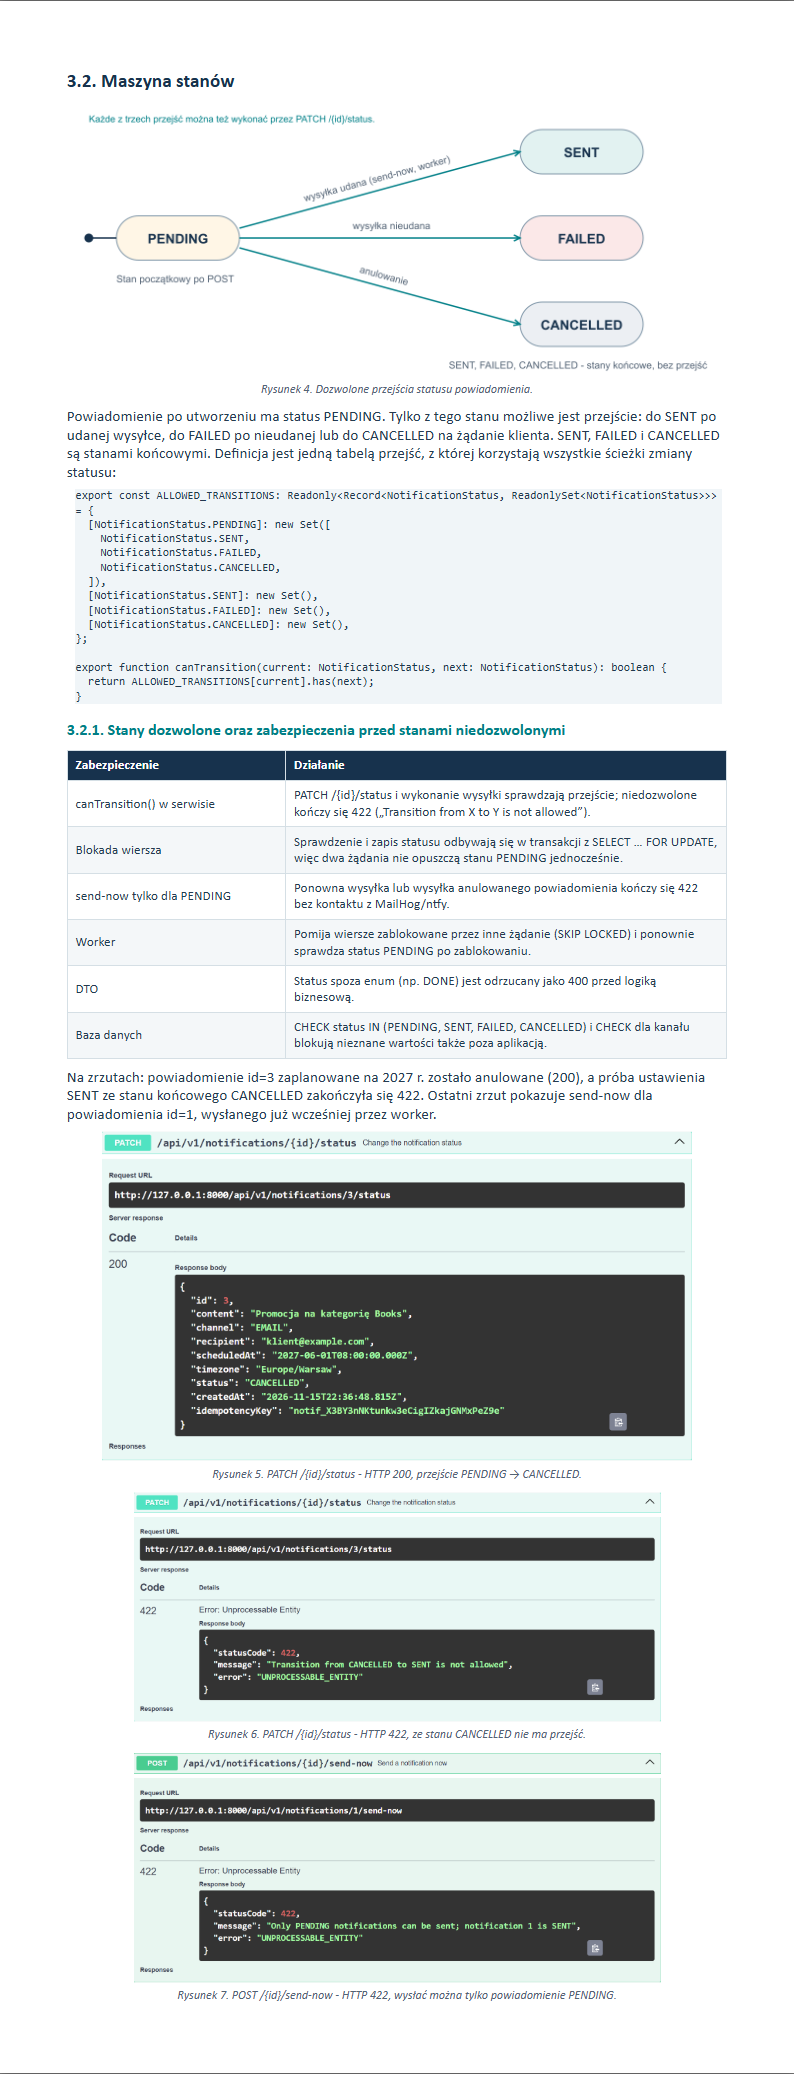 3.2. Maszyna stanów
Każde z trzech przejść można też wykonać przez PATCH /{id}/status.
SENT
wysyłka udana (send-now, worker)
wysyłka nieudana
PENDING
FAILED
Stan początkowy po POST
anulowanie
CANCELLED
SENT, FAILED, CANCELLED - stany końcowe, bez przejść
Rysunek 4. Dozwolone przejścia statusu powiadomienia.
Powiadomienie po utworzeniu ma status PENDING. Tylko z tego stanu możliwe jest przejście: do SENT po
udanej wysyłce, do FAILED po nieudanej lub do CANCELLED na żądanie klienta. SENT, FAILED i CANCELLED
są stanami końcowymi. Definicja jest jedną tabelą przejść, z której korzystają wszystkie ścieżki zmiany
statusu:
export const ALLOWED_TRANSITIONS: Readonly<Record<NotificationStatus, ReadonlySet<NotificationStatus>>>
= {
[NotificationStatus.PENDING]: new Set([
NotificationStatus.SENT,
NotificationStatus.FAILED,
NotificationStatus.CANCELLED,
]),
[NotificationStatus.SENT]: new Set(),
[NotificationStatus.FAILED]: new Set(),
[NotificationStatus.CANCELLED]: new Set(),
};
export function canTransition(current: NotificationStatus, next: NotificationStatus): boolean {
return ALLOWED_TRANSITIONS[current].has(next);
}
3.2.1. Stany dozwolone oraz zabezpieczenia przed stanami niedozwolonymi
Zabezpieczenie Działanie
canTransition() w serwisie
PATCH /{id}/status i wykonanie wysyłki sprawdzają przejście; niedozwolone
kończy się 422 („Transition from X to Y is not allowed”).
Blokada wiersza
Sprawdzenie i zapis statusu odbywają się w transakcji z SELECT … FOR UPDATE,
więc dwa żądania nie opuszczą stanu PENDING jednocześnie.
send-now tylko dla PENDING
Ponowna wysyłka lub wysyłka anulowanego powiadomienia kończy się 422
bez kontaktu z MailHog/ntfy.
Worker
Pomija wiersze zablokowane przez inne żądanie (SKIP LOCKED) i ponownie
sprawdza status PENDING po zablokowaniu.
DTO
Status spoza enum (np. DONE) jest odrzucany jako 400 przed logiką
biznesową.
Baza danych
CHECK status IN (PENDING, SENT, FAILED, CANCELLED) i CHECK dla kanału
blokują nieznane wartości także poza aplikacją.
Na zrzutach: powiadomienie id=3 zaplanowane na 2027 r. zostało anulowane (200), a próba ustawienia
SENT ze stanu końcowego CANCELLED zakończyła się 422. Ostatni zrzut pokazuje send-now dla
powiadomienia id=1, wysłanego już wcześniej przez worker.
PATCH /api/v1/notifications/{id}/status Change the notification status
Request URL
http://127.0.0.1:8000/api/v1/notifications/3/status
Server response
Code Details
200
Response body
{
"id": 3,
"content": "Promocja na kategorię Books",
"channel": "EMAIL",
"recipient": "klient@example.com",
"scheduledAt": "2027-06-01T08:00:00.000Z",
"timezone": "Europe/Warsaw",
"status": "CANCELLED",
"createdAt": "2026-11-15T22:36:48.815Z",
"idempotencyKey": "notif_X3BY3nNKtunkw3eCigIZkajGNMxPeZ9e"
}
Responses
Rysunek 5. PATCH /{id}/status - HTTP 200, przejście PENDING → CANCELLED.
PATCH /api/v1/notifications/{id}/status Change the notification status
Request URL
http://127.0.0.1:8000/api/v1/notifications/3/status
Server response
Code Details
422 Error: Unprocessable Entity
Response body
{
"statusCode": 422,
"message": "Transition from CANCELLED to SENT is not allowed",
"error": "UNPROCESSABLE_ENTITY"
}
Responses
Rysunek 6. PATCH /{id}/status - HTTP 422, ze stanu CANCELLED nie ma przejść.
POST /api/v1/notifications/{id}/send-now Send a notification now
Request URL
http://127.0.0.1:8000/api/v1/notifications/1/send-now
Server response
Code Details
422 Error: Unprocessable Entity
Response body
{
"statusCode": 422,
"message": "Only PENDING notifications can be sent; notification 1 is SENT",
"error": "UNPROCESSABLE_ENTITY"
}
Responses
Rysunek 7. POST /{id}/send-now - HTTP 422, wysłać można tylko powiadomienie PENDING.